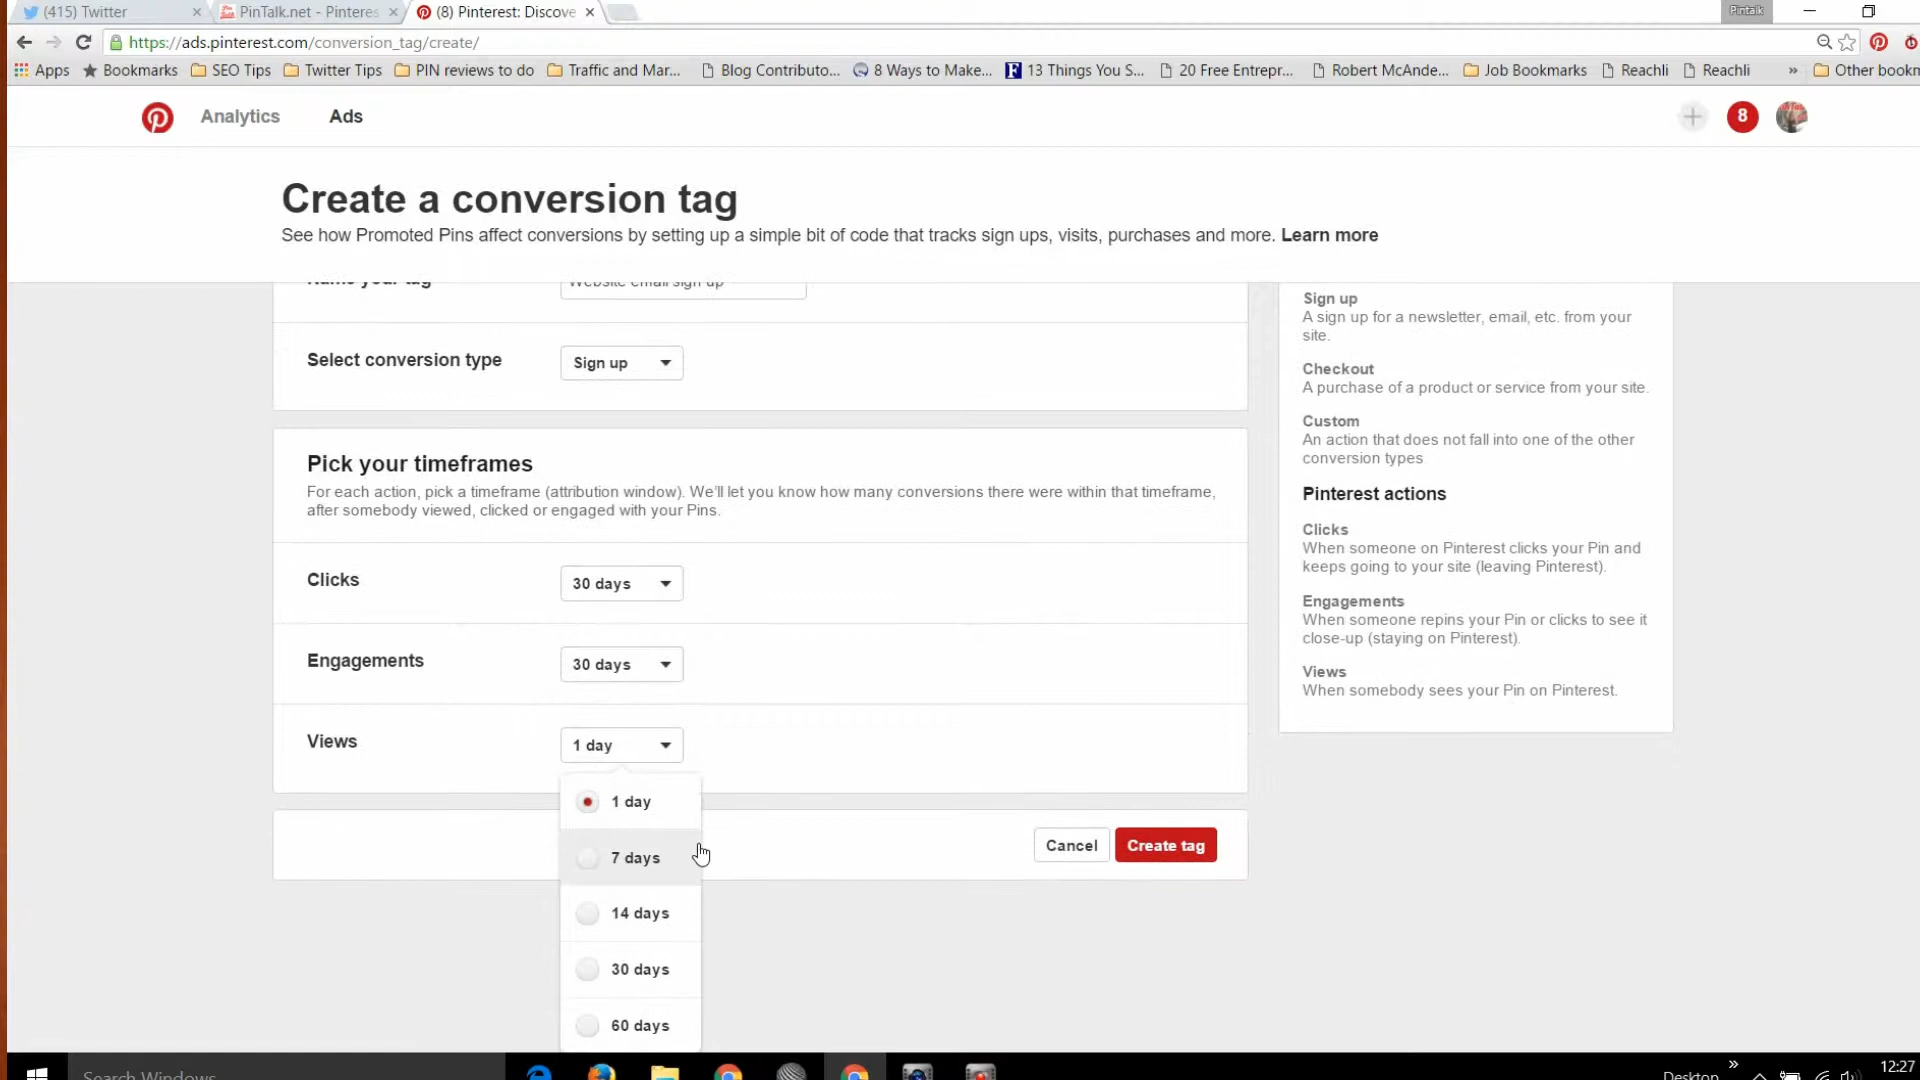 (415) Twitter
PinTalk.net - Pinteres
(8) Pinterest: Discove
Pintalk
https://ads.pinterest.com/conversion_tag/create/
Apps
Bookmarks
SEO Tips
Twitter Tips
PIN reviews to do
Traffic and Mar...
Blog Contributo...
8 Ways to Make...
13 Things You S...
20 Free Entrepr...
Robert McAnde...
Job Bookmarks
Reachli
Reachli
»
Other bookm
Analytics
Ads
8
Create a conversion tag
See how Promoted Pins affect conversions by setting up a simple bit of code that tracks sign ups, visits, purchases and more. Learn more
Name your tag
Website email sign up
Select conversion type
Sign up
Pick your timeframes
For each action, pick a timeframe (attribution window). We'll let you know how many conversions there were within that timeframe,
after somebody viewed, clicked or engaged with your Pins.
Clicks
30 days
Engagements
30 days
Views
1 day
1 day
7 days
14 days
30 days
60 days
Cancel
Create tag
Sign up
A sign up for a newsletter, email, etc. from your
site.
Checkout
A purchase of a product or service from your site.
Custom
An action that does not fall into one of the other
conversion types
Pinterest actions
Clicks
When someone on Pinterest clicks your Pin and
keeps going to your site (leaving Pinterest).
Engagements
When someone repins your Pin or clicks to see it
close-up (staying on Pinterest).
Views
When somebody sees your Pin on Pinterest.
Search Windows
Desktop
»
12:27